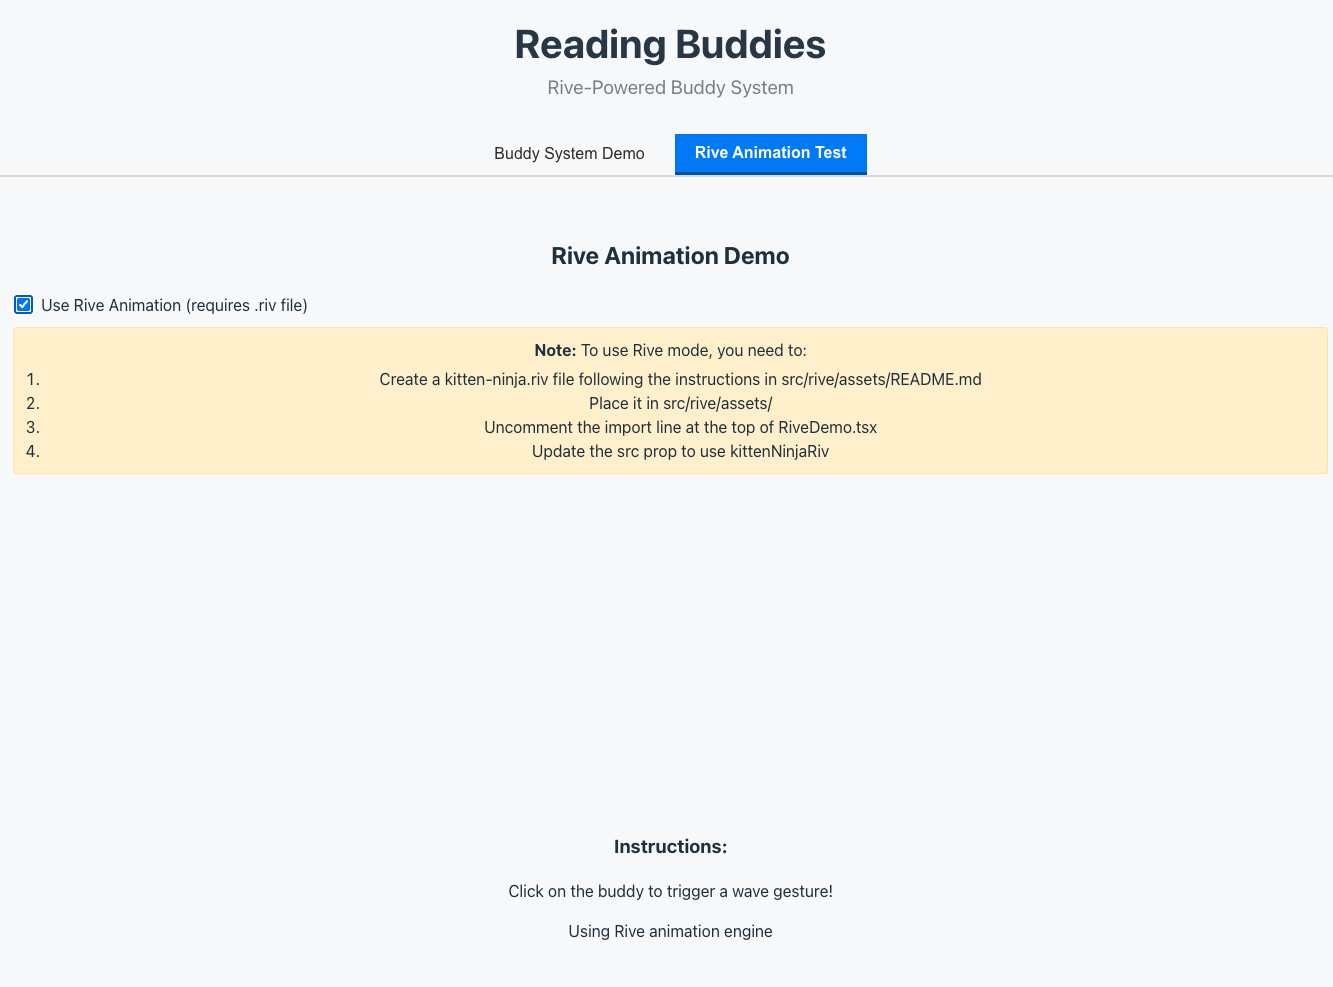 Reading Buddies
Rive-Powered Buddy System
Buddy System Demo
Rive Animation Test
Rive Animation Demo
Use Rive Animation (requires .riv file)
Note: To use Rive mode, you need to:
1. Create a kitten-ninja.riv file following the instructions in src/rive/assets/README.md
2. Place it in src/rive/assets/
3. Uncomment the import line at the top of RiveDemo.tsx
4. Update the src prop to use kittenNinjaRiv
Instructions:
Click on the buddy to trigger a wave gesture!
Using Rive animation engine